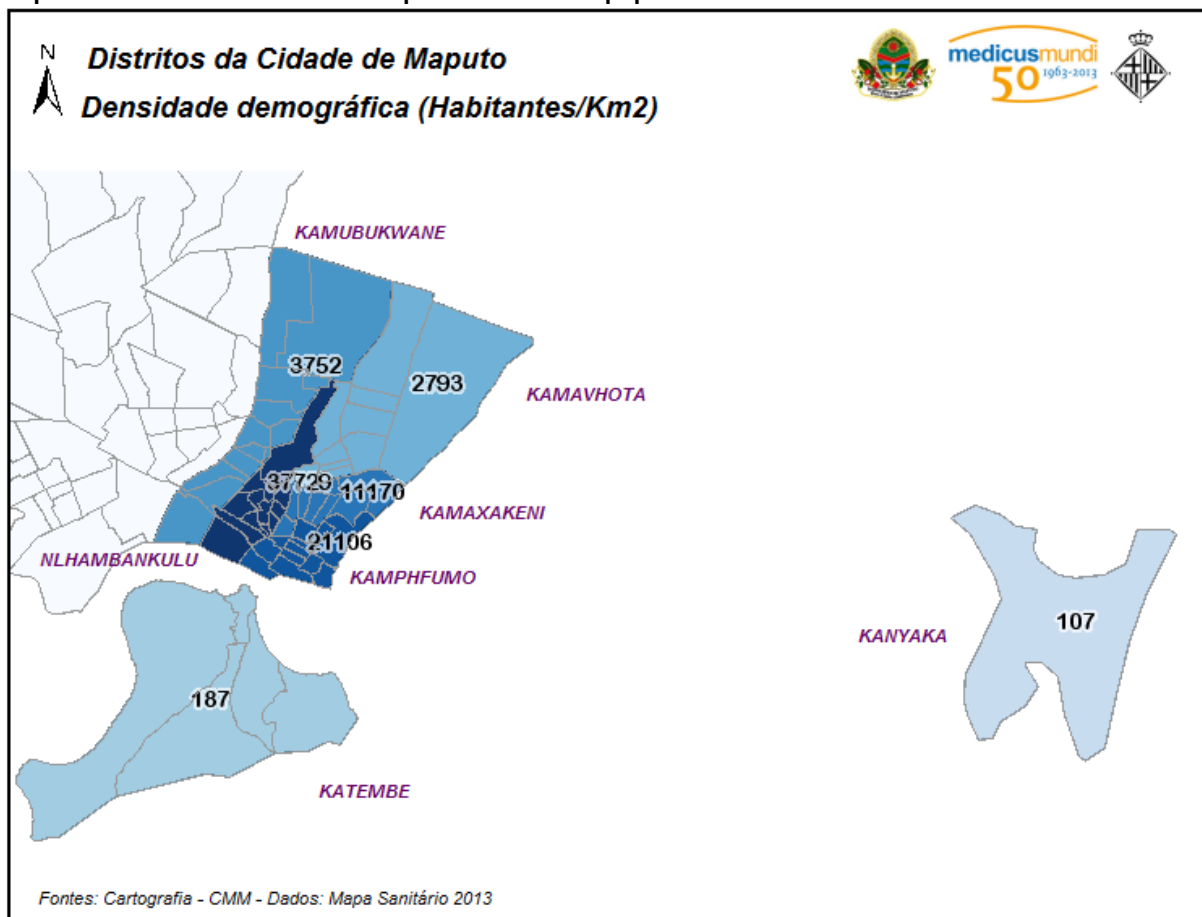 N
Distritos da Cidade de Maputo
Densidade demográfica (Habitantes/Km2)
medicusmundi
50 1963-2013
KAMUBUKWANE
3752
2793
KAMAVHOTA
37729
11170
KAMAXAKENI
21106
NLHAMBANKULU
KAMPHFUMO
107
KANYAKA
187
KATEMBE
Fontes: Cartografia - CMM - Dados: Mapa Sanitário 2013